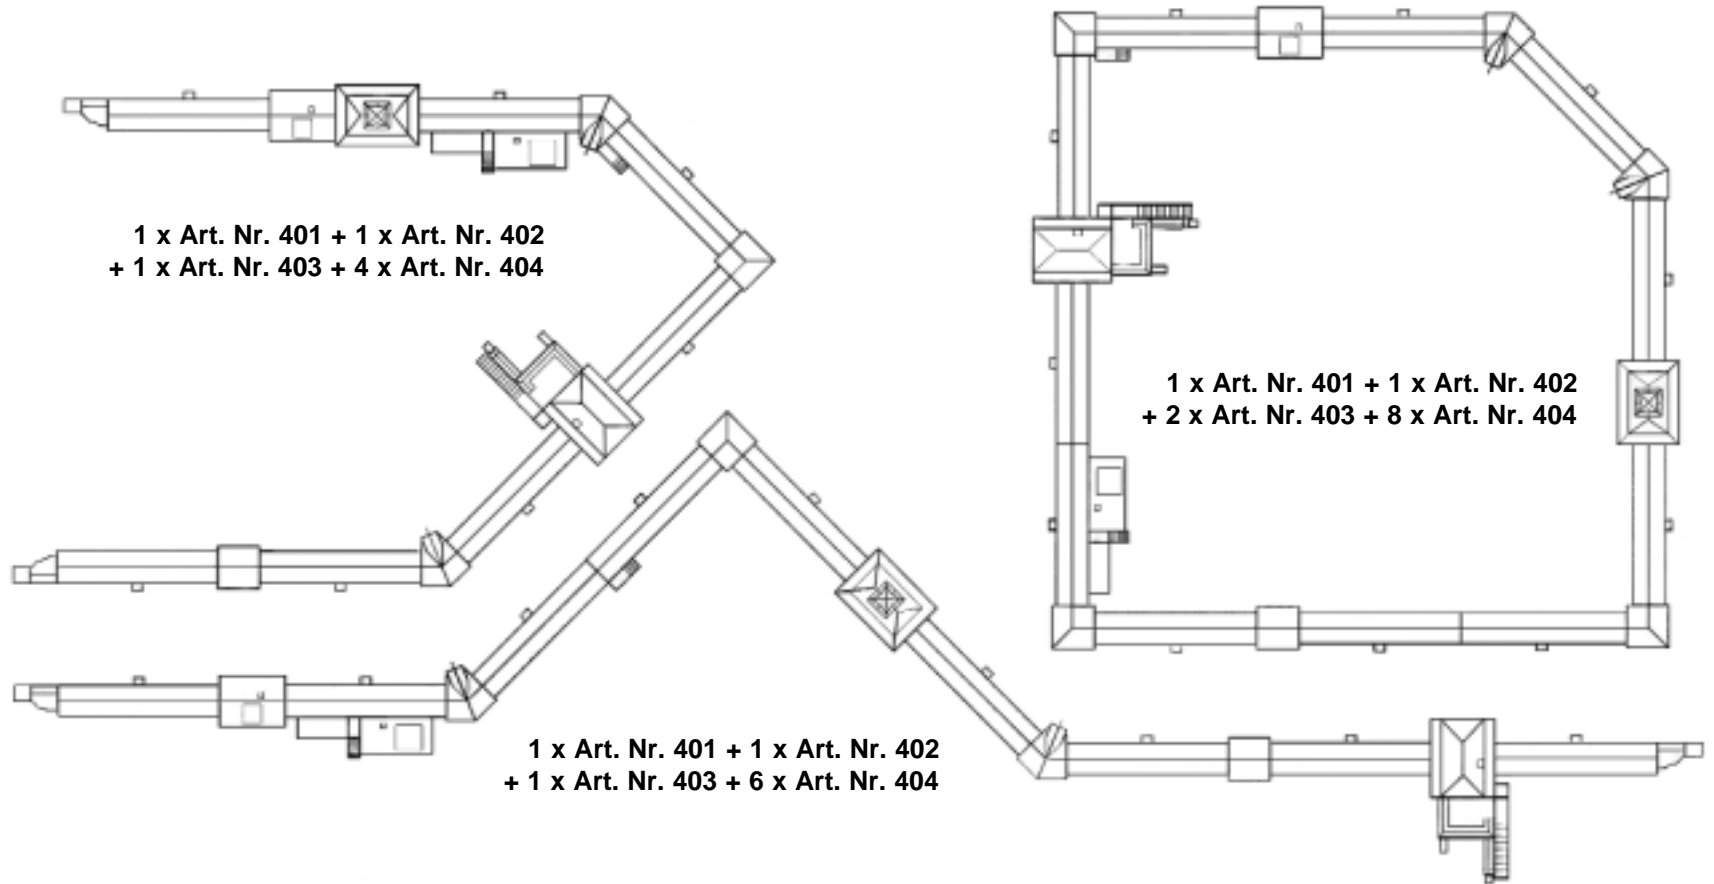 1 x Art. Nr. 401 + 1 x Art. Nr. 402
+ 1 x Art. Nr. 403 + 4 x Art. Nr. 404
1 x Art. Nr. 401 + 1 x Art. Nr. 402
+ 2 x Art. Nr. 403 + 8 x Art. Nr. 404
1 x Art. Nr. 401 + 1 x Art. Nr. 402
+ 1 x Art. Nr. 403 + 6 x Art. Nr. 404